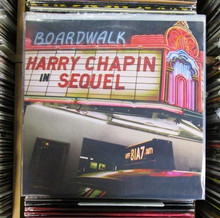 BOARDWALK
HARRY CHAPIN
IN SEQUEL